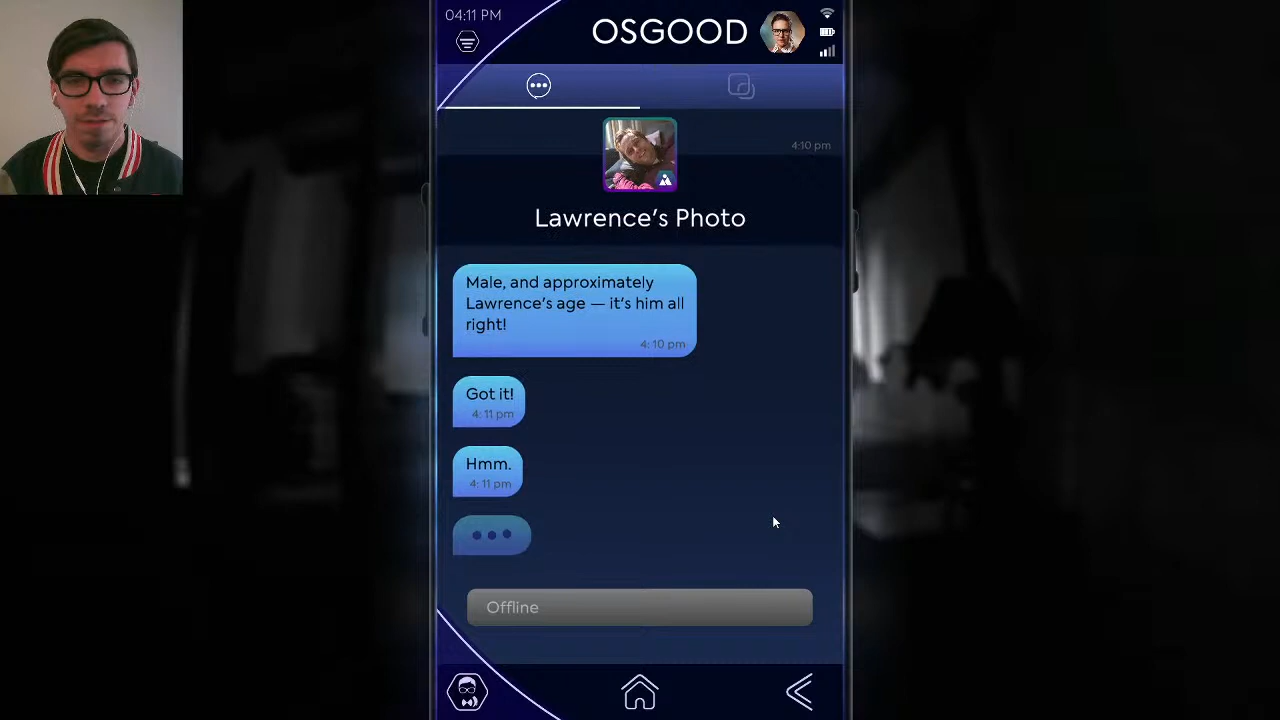 04:11 PM
OSGOOD
4:10 pm
Lawrence's Photo
Male, and approximately
Lawrence's age — it's him all
right!
4:10 pm
Got it!
4:11 pm
Hmm.
4:11 pm
Offline